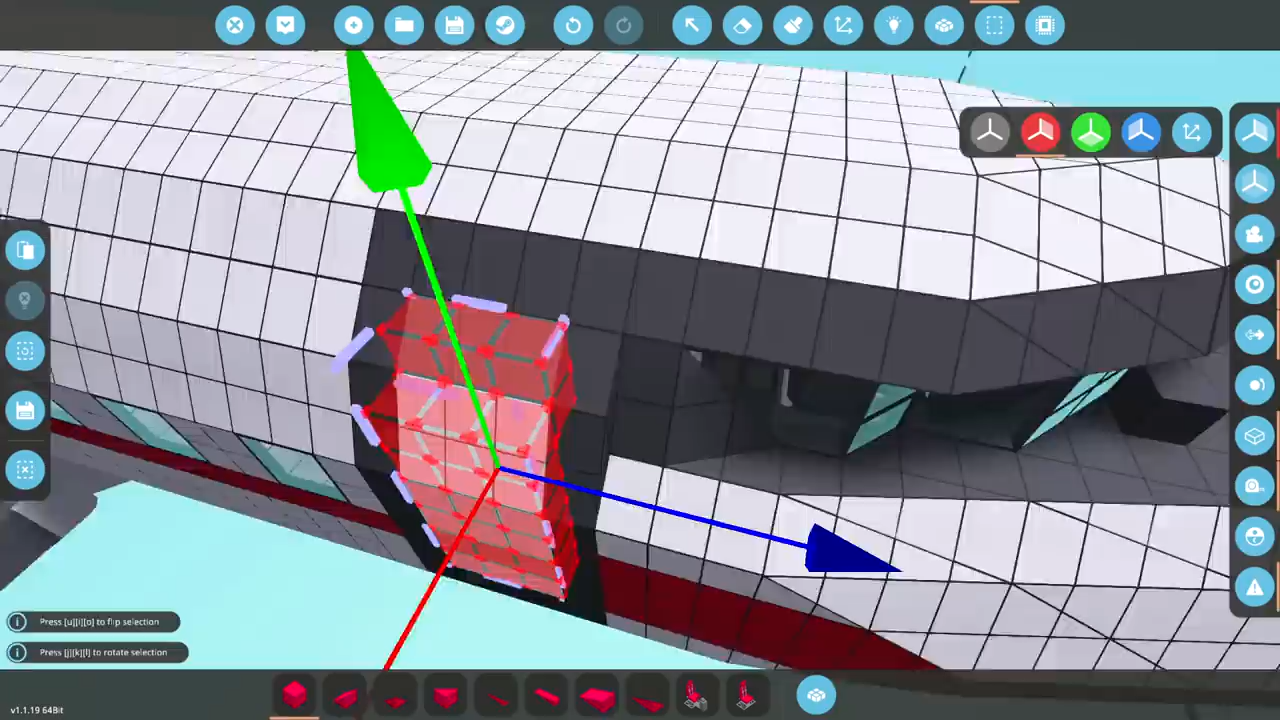 Press [u][i][o] to flip selection
Press [j][k][l] to rotate selection
v1.1.19 64Bit